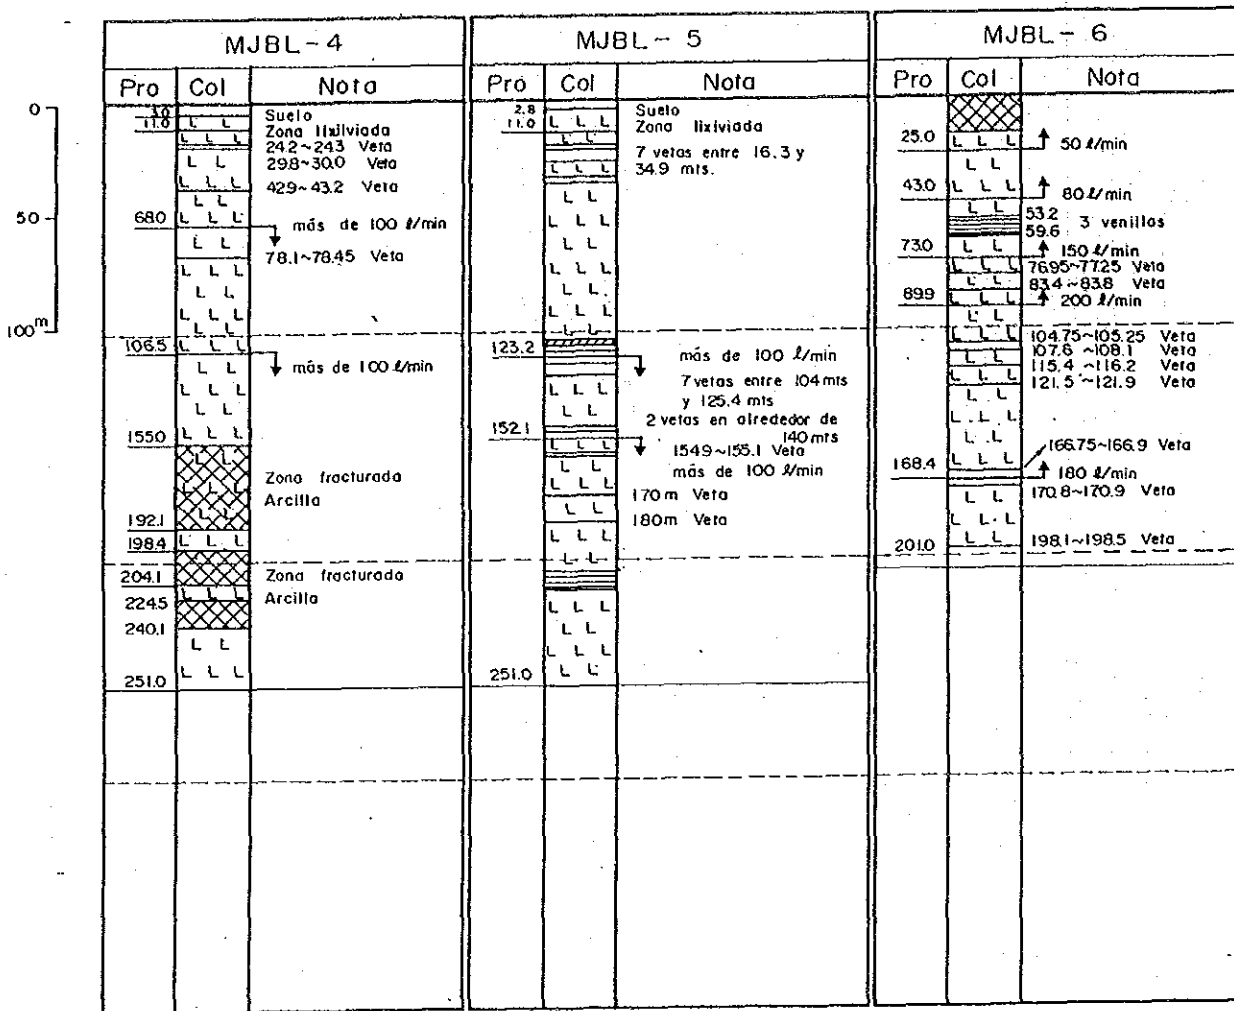 MJBL-4
Pro Col Nota
3.0
11.0
Suelo
Zona lixilviada
24.2~24.3 Veta
29.8~30.0 Veta
42.9~43.2 Veta
68.0
más de 100 ℓ/min
78.1~78.45 Veta
106.5
más de 100 ℓ/min
155.0
Zona fracturada
Arcilla
192.1
198.4
204.1
Zona fracturada
Arcilla
224.5
240.1
251.0
0
50
100m
MJBL-5
Pro Col Nota
2.8
11.0
Suelo
Zona lixiviada
7 vetas entre 16.3 y
34.9 mts.
123.2
más de 100 ℓ/min
7 vetas entre 104 mts
y 125.4 mts
2 vetas en alrededor de
140 mts
152.1
154.9~155.1 Veta
más de 100 ℓ/min
170m Veta
180m Veta
251.0
MJBL-6
Pro Col Nota
25.0
50 ℓ/min
43.0
80 ℓ/min
53.2
3 venillas
59.6
73.0
150 ℓ/min
76.95~77.25 Veta
83.4~83.8 Veta
89.9
200 ℓ/min
104.75~105.25 Veta
107.8~108.1 Veta
115.4~116.2 Veta
121.5~121.9 Veta
166.75~166.9 Veta
168.4
180 ℓ/min
170.8~170.9 Veta
198.1~198.5 Veta
201.0